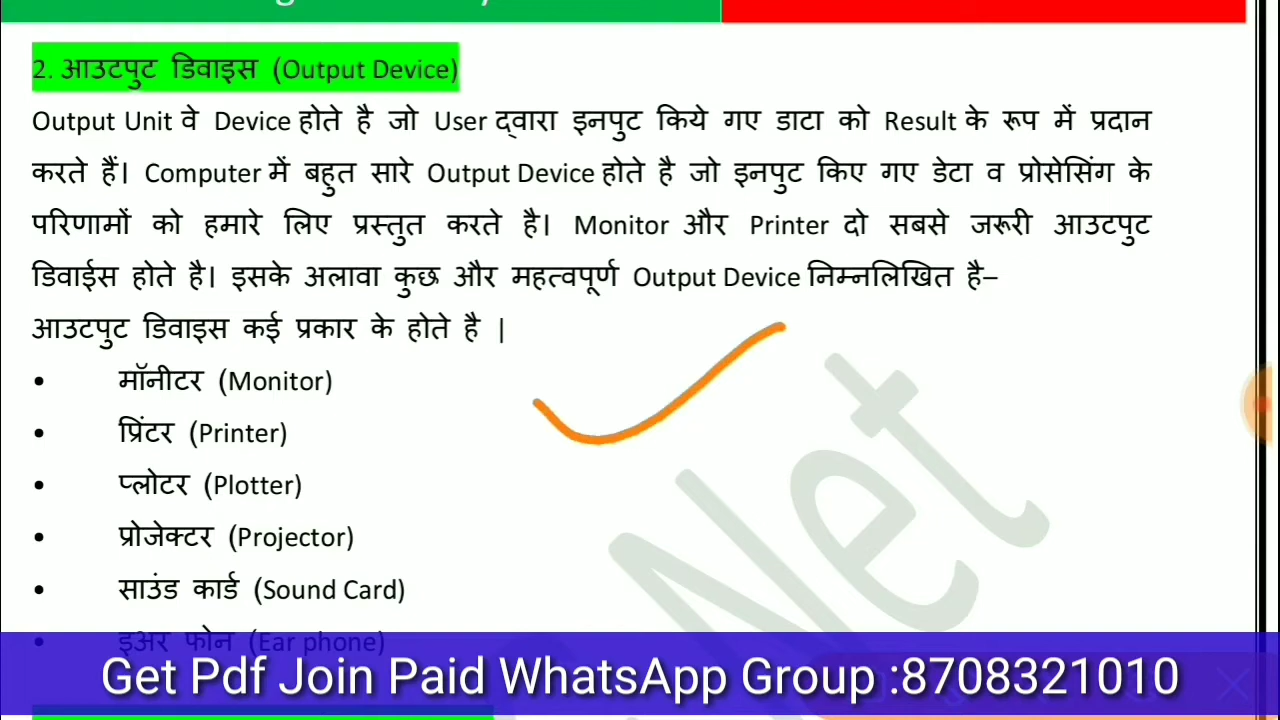 2. आउटपुट डिवाइस (Output Device)
Output Unit वे Device होते है जो User द्वारा इनपुट किये गए डाटा को Result के रूप में प्रदान
करते हैं। Computer में बहुत सारे Output Device होते है जो इनपुट किए गए डेटा व प्रोसेसिंग के
परिणामों को हमारे लिए प्रस्तुत करते है। Monitor और Printer दो सबसे जरूरी आउटपुट
डिवाईस होते है। इसके अलावा कुछ और महत्वपूर्ण Output Device निम्नलिखित है–
आउटपुट डिवाइस कई प्रकार के होते है |
• मॉनीटर (Monitor)
• प्रिंटर (Printer)
• प्लोटर (Plotter)
• प्रोजेक्टर (Projector)
• साउंड कार्ड (Sound Card)
• इअर फोन (Ear phone)
Net
Get Pdf Join Paid WhatsApp Group :8708321010